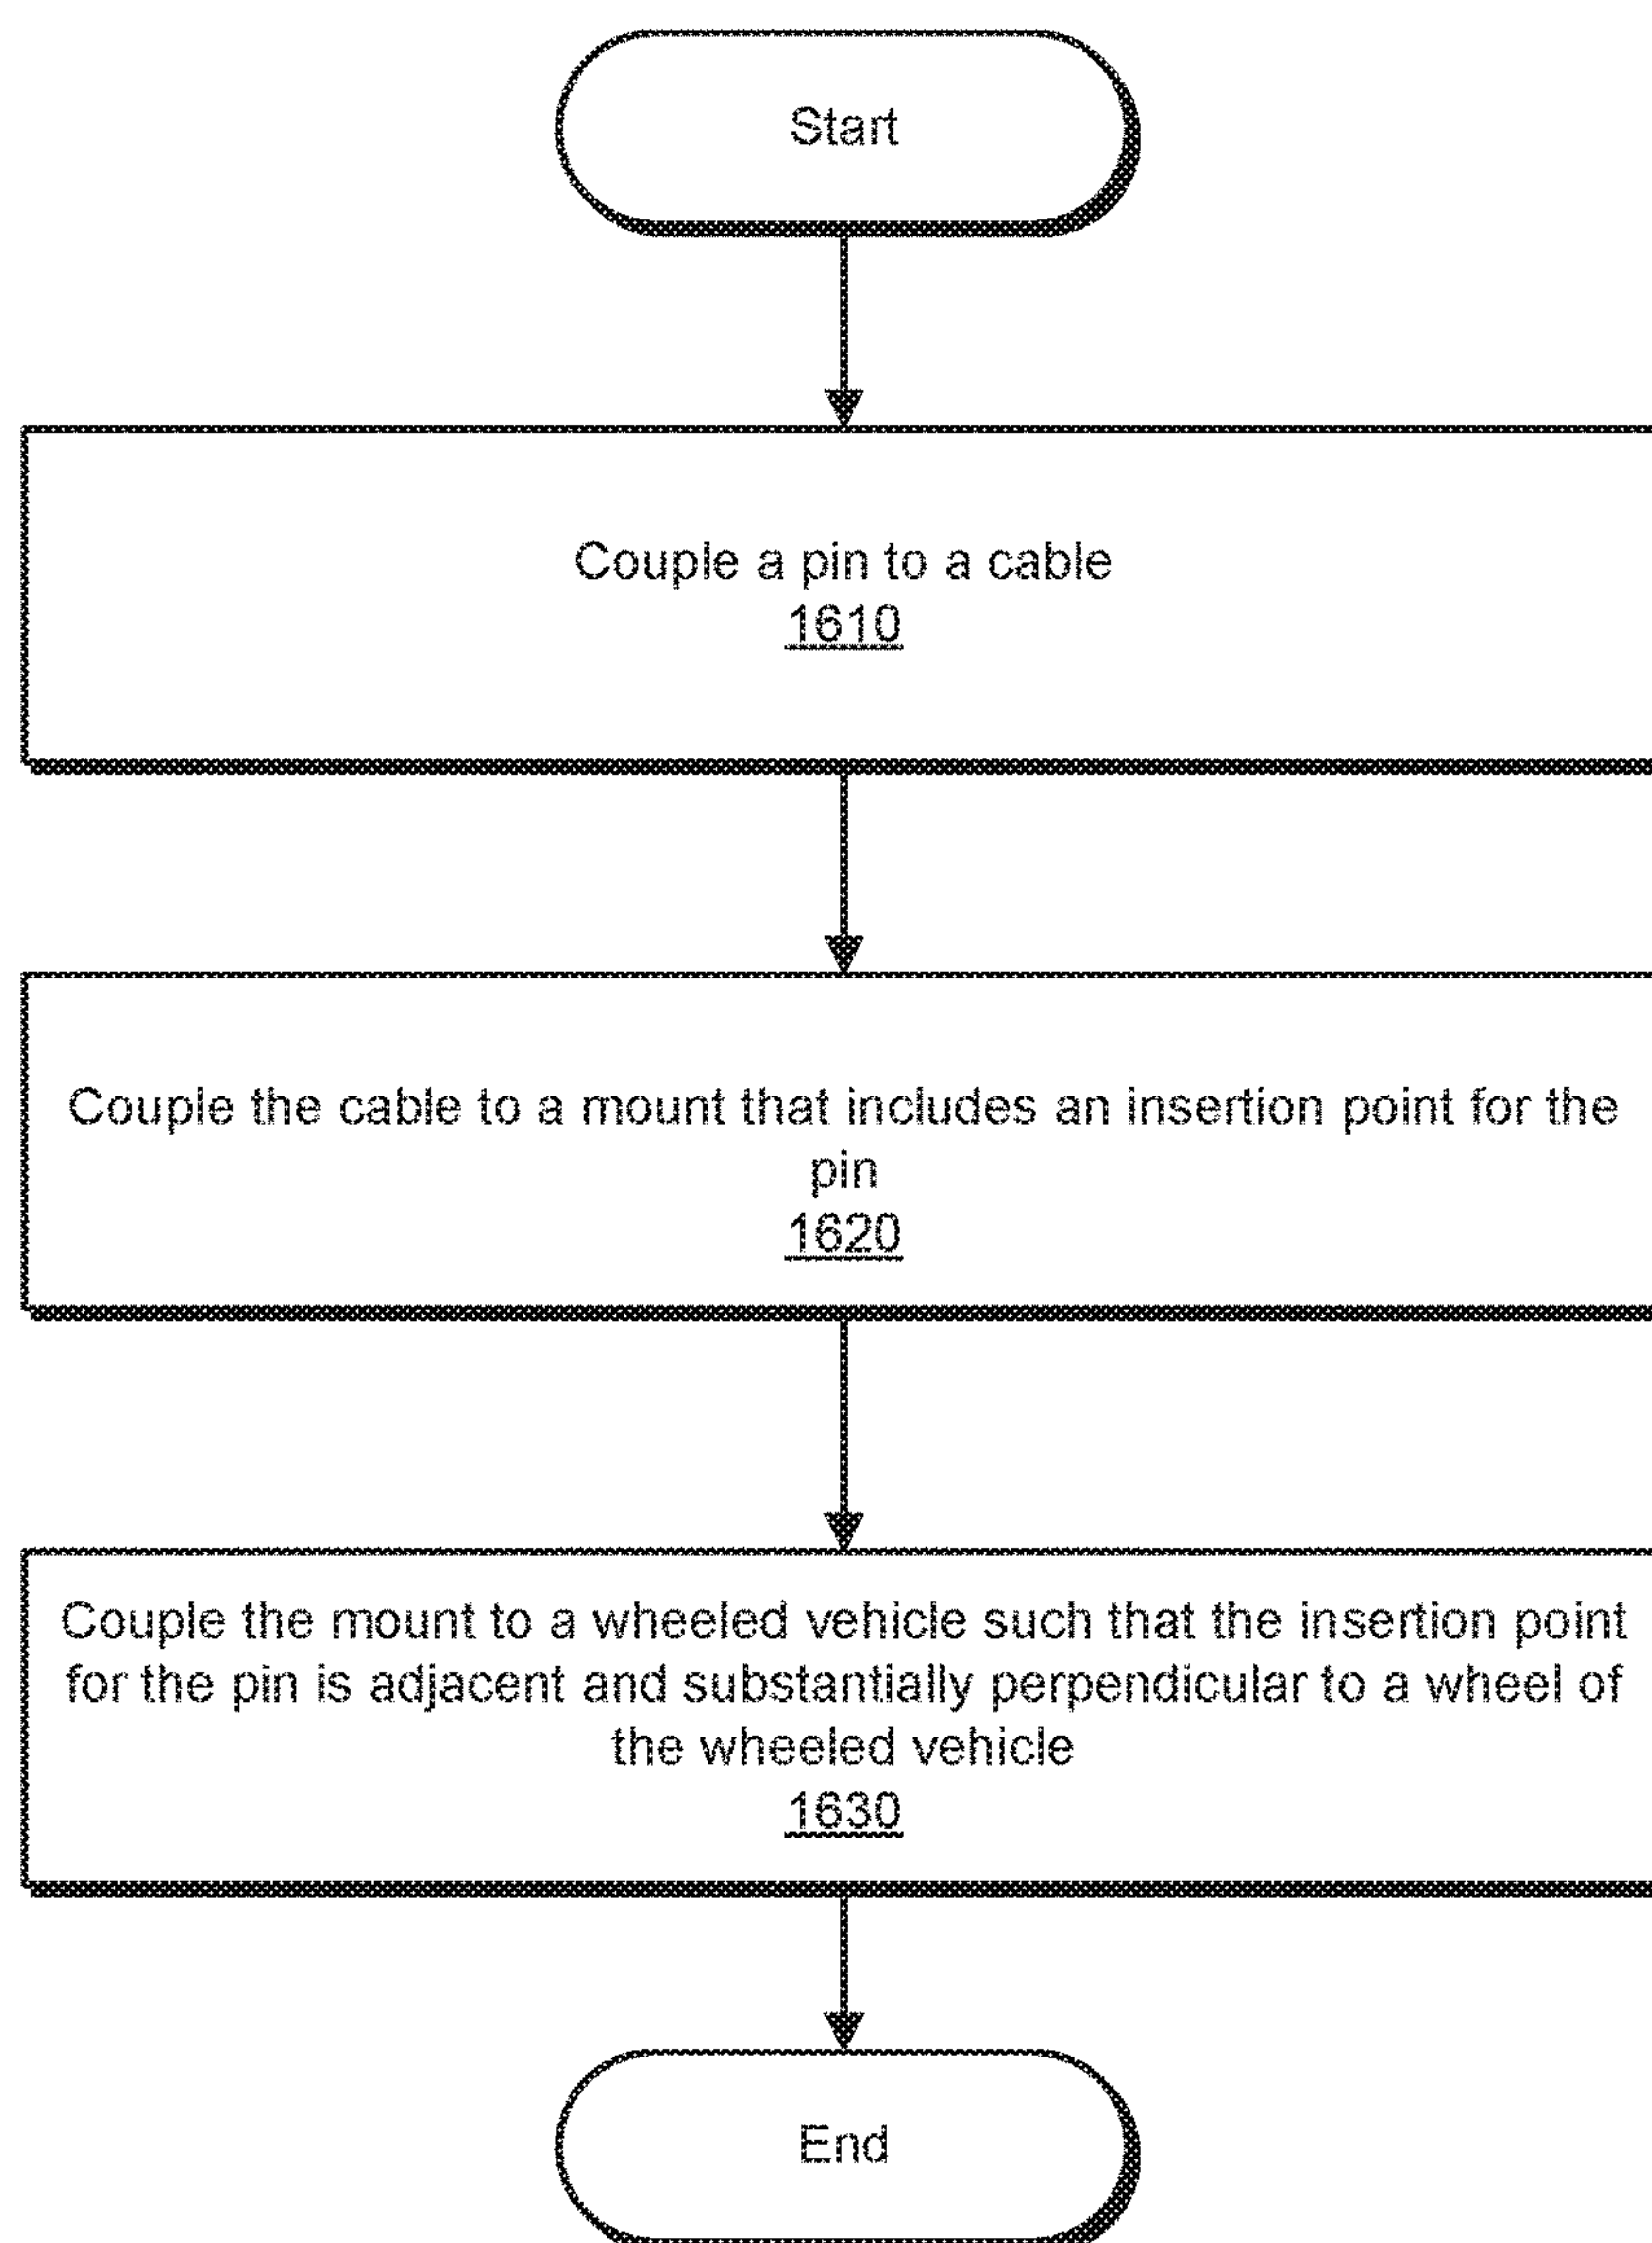 Start
Couple a pin to a cable
1610
Couple the cable to a mount that includes an insertion point for the
pin
1620
Couple the mount to a wheeled vehicle such that the insertion point
for the pin is adjacent and substantially perpendicular to a wheel of
the wheeled vehicle
1630
End